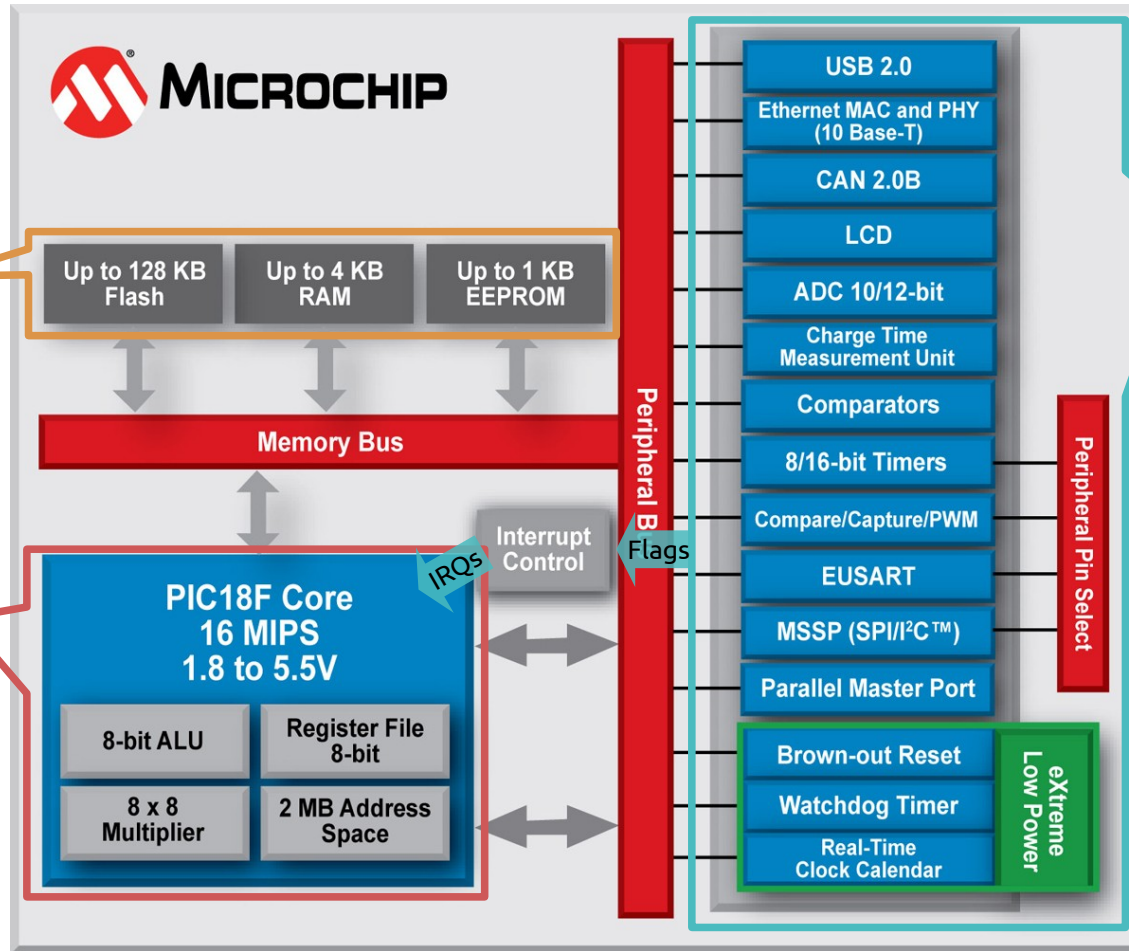 MICROCHIP
®
Up to 128 KB
Flash
Up to 4 KB
RAM
Up to 1 KB
EEPROM
Memory Bus
Interrupt
Control
IRQs
Flags
PIC18F Core
16 MIPS
1.8 to 5.5V
8-bit ALU
Register File
8-bit
8 x 8
Multiplier
2 MB Address
Space
Peripheral Bu
USB 2.0
Ethernet MAC and PHY
(10 Base-T)
CAN 2.0B
LCD
ADC 10/12-bit
Charge Time
Measurement Unit
Comparators
8/16-bit Timers
Compare/Capture/PWM
EUSART
MSSP (SPI/I²C™)
Parallel Master Port
Brown-out Reset
Watchdog Timer
Real-Time
Clock Calendar
eXtreme
Low Power
Peripheral Pin Select